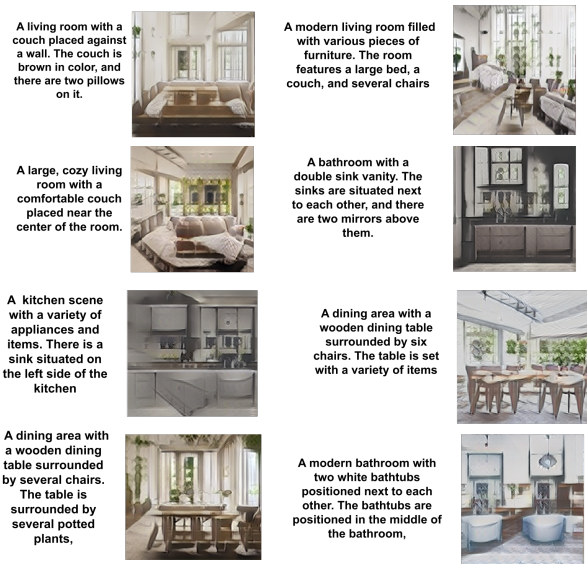 A living room with a
couch placed against
a wall. The couch is
brown in color, and
there are two pillows
on it.
A modern living room filled
with various pieces of
furniture. The room
features a large bed, a
couch, and several chairs
A large, cozy living
room with a
comfortable couch
placed near the
center of the room.
A bathroom with a
double sink vanity. The
sinks are situated next
to each other, and there
are two mirrors above
them.
A kitchen scene
with a variety of
appliances and
items. There is a
sink situated on
the left side of the
kitchen
A dining area with a
wooden dining table
surrounded by six
chairs. The table is set
with a variety of items
A dining area with
a wooden dining
table surrounded
by several chairs.
The table is
surrounded by
several potted
plants,
A modern bathroom with
two white bathtubs
positioned next to each
other. The bathtubs are
positioned in the middle of
the bathroom,